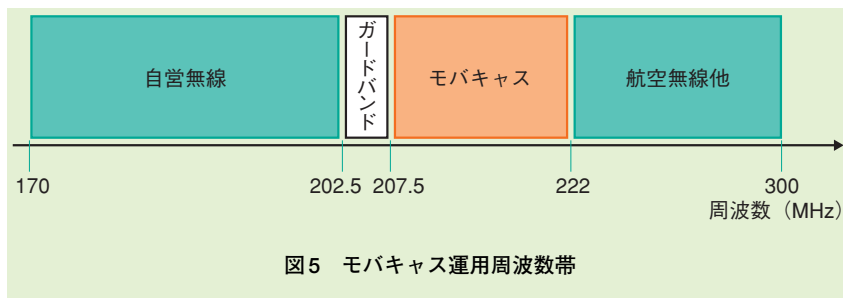 自営無線
ガードバンド
モバキャス
航空無線他
170
202.5
207.5
222
300
周波数（MHz）
図5 モバキャス運用周波数帯